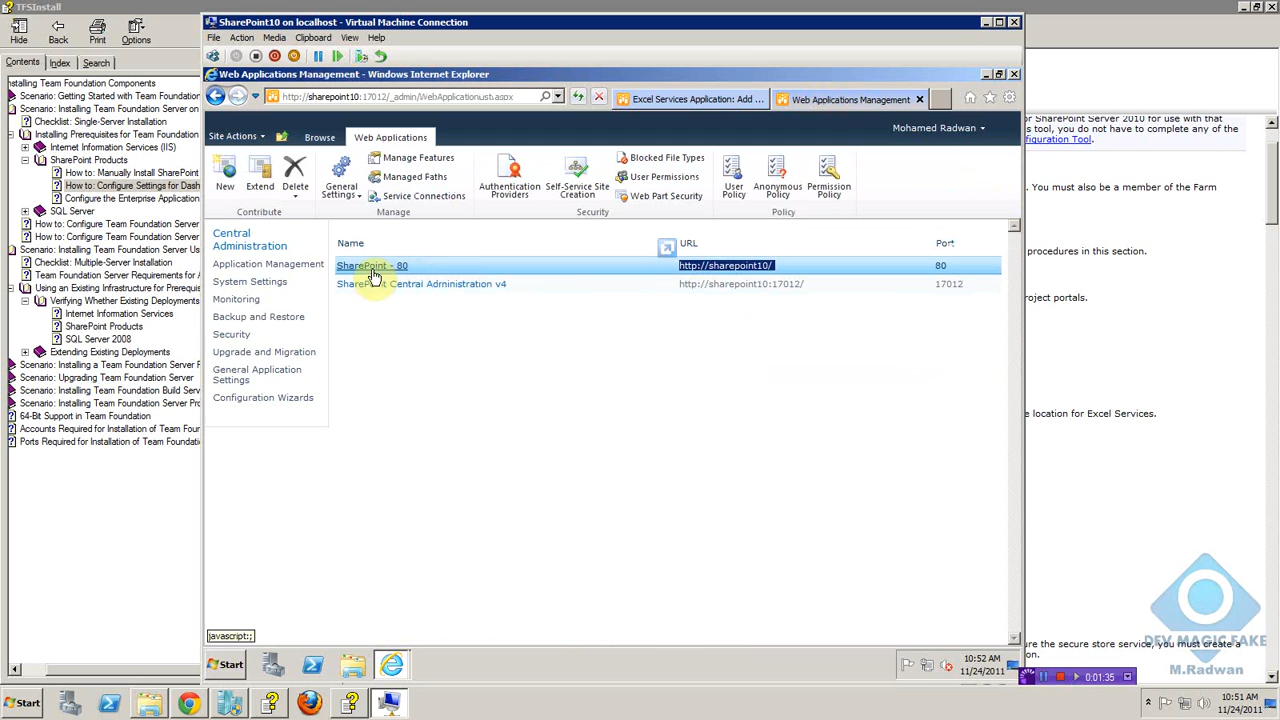 TFSInstall
Hide
Back
Print
Options
Contents
Index
Search
nstalling Team Foundation Components
Scenario: Getting Started with Team Foundation
Scenario: Installing Team Foundation Server on
Checklist: Single-Server Installation
Installing Prerequisites for Team Foundation
Internet Information Services (IIS)
SharePoint Products
How to: Manually Install SharePoint
How to: Configure Settings for Dash
Configure the Enterprise Application
SQL Server
How to: Configure Team Foundation Server
How to: Configure Team Foundation Server
Scenario: Installing Team Foundation Server Us
Checklist: Multiple-Server Installation
Team Foundation Server Requirements for
Using an Existing Infrastructure for Prerequisites
Verifying Whether Existing Deployments
Internet Information Services
SharePoint Products
SQL Server 2008
Extending Existing Deployments
Scenario: Installing a Team Foundation Server P
Scenario: Upgrading Team Foundation Server
Scenario: Installing Team Foundation Build Serv
Scenario: Installing Team Foundation Server Pro
64-Bit Support in Team Foundation
Accounts Required for Installation of Team Founda
Ports Required for Installation of Team Foundatio
SharePoint10 on localhost - Virtual Machine Connection
File Action Media Clipboard View Help
Web Applications Management - Windows Internet Explorer
http://sharepoint10:17012/_admin/WebApplicationList.aspx
Excel Services Application: Add ...
Web Applications Management
Site Actions
Browse
Web Applications
Mohamed Radwan
New
Extend
Delete
General Settings
Manage Features
Manage Paths
Service Connections
Authentication Providers
Self-Service Site Creation
Blocked File Types
User Permissions
Web Part Security
User Policy
Anonymous Policy
Permission Policy
Contribute
Manage
Security
Policy
Central Administration
Application Management
System Settings
Monitoring
Backup and Restore
Security
Upgrade and Migration
General Application Settings
Configuration Wizards
Name URL Port
SharePoint - 80 http://sharepoint10/ 80
SharePoint Central Administration v4 http://sharepoint10:17012/ 17012
javascript:;
Start
10:52 AM
11/24/2011
or SharePoint Server 2010 for use with that
s tool, you do not have to complete any of the
figuration Tool.
. You must also be a member of the Farm
procedures in this section.
roject portals.
e location for Excel Services.
ure the secure store service, you must create a
on.
DEV MAGIC FAKE
M.Radwan
0:01:35
Start
10:51 AM
11/24/2011